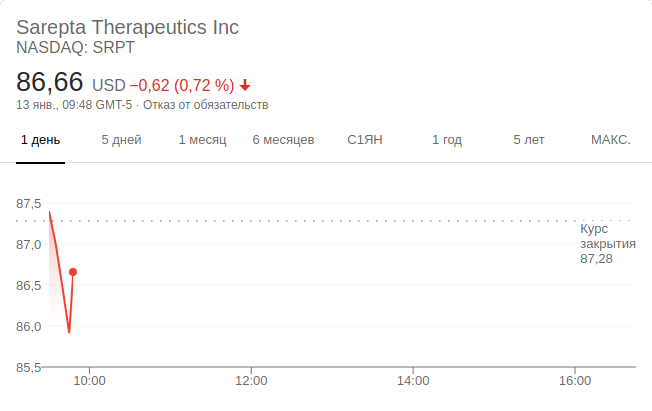 Sarepta Therapeutics Inc
NASDAQ: SRPT
86,66 USD −0,62 (0,72 %)
13 янв., 09:48 GMT-5 · Отказ от обязательств
1 день 5 дней 1 месяц 6 месяцев С1ЯН 1 год 5 лет МАКС.
87,5
Курс
закрытия
87,28
87,0
86,5
86,0
85,5
10:00 12:00 14:00 16:00